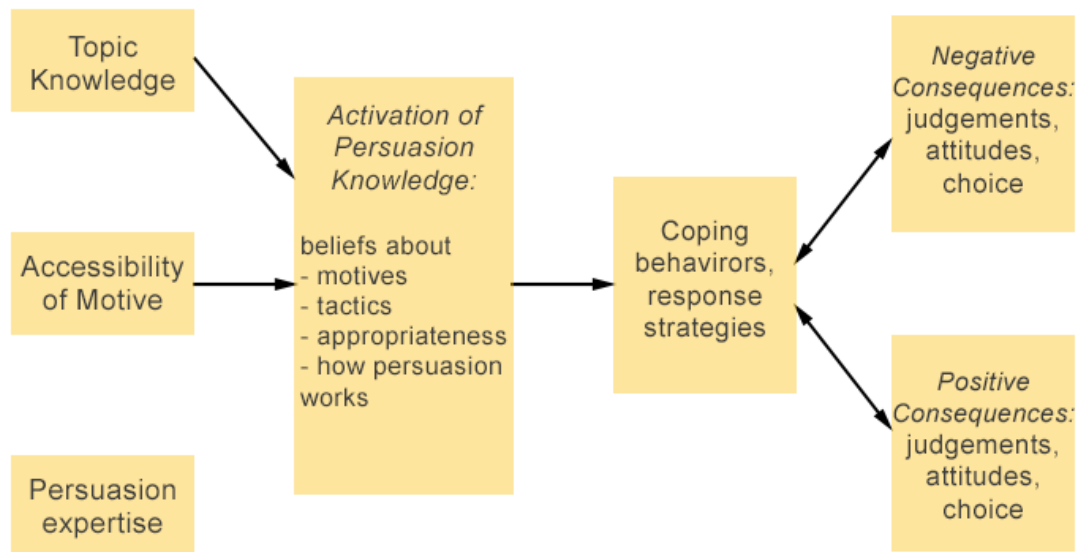 Topic
Knowledge
Accessibility
of Motive
Persuasion
expertise
Activation of
Persuasion
Knowledge:
beliefs about
- motives
- tactics
- appropriateness
- how persuasion
works
Coping
behavirors,
response
strategies
Negative
Consequences:
judgements,
attitudes,
choice
Positive
Consequences:
judgements,
attitudes,
choice